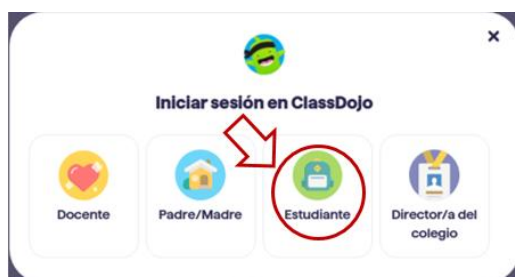 Iniciar sesión en ClassDojo
Docente
Padre/Madre
Estudiante
Director/a del
colegio